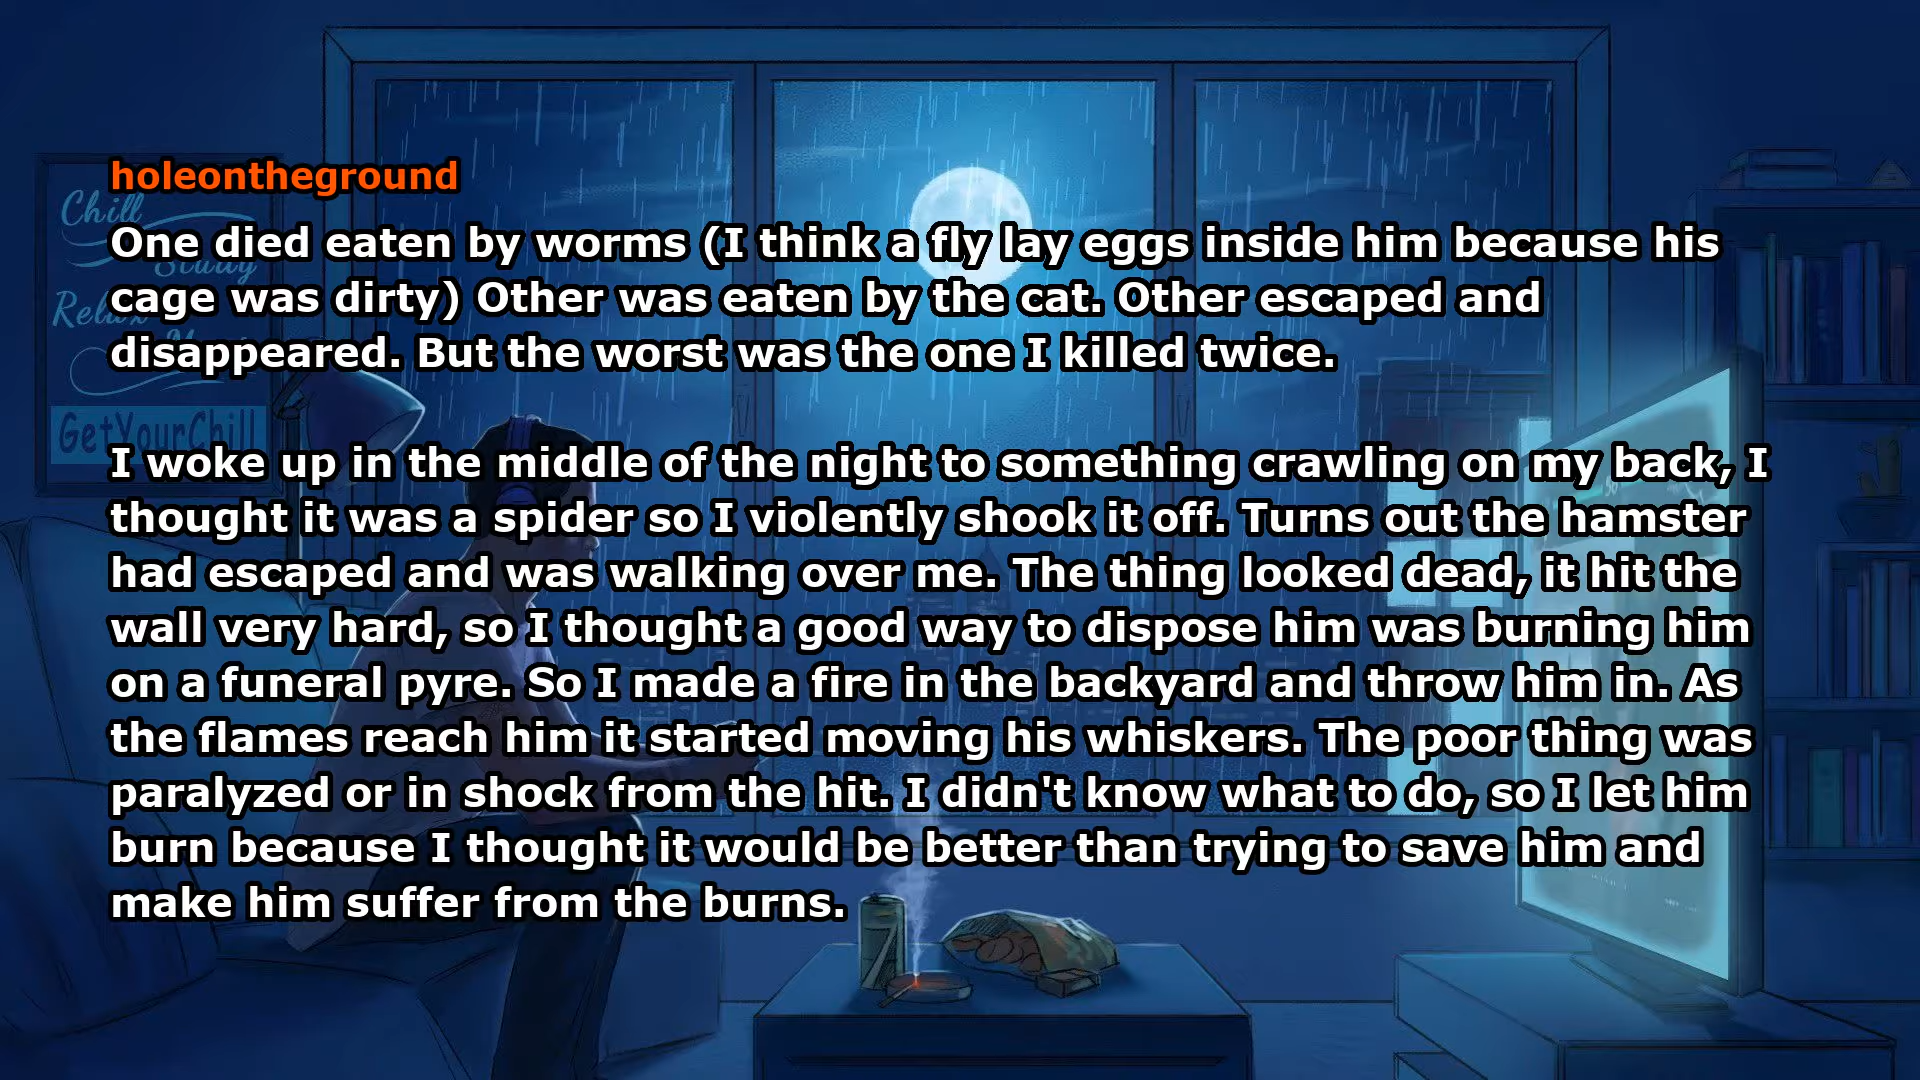 holeontheground
One died eaten by worms (I think a fly lay eggs inside him because his
cage was dirty) Other was eaten by the cat. Other escaped and
disappeared. But the worst was the one I killed twice.
I woke up in the middle of the night to something crawling on my back, I
thought it was a spider so I violently shook it off. Turns out the hamster
had escaped and was walking over me. The thing looked dead, it hit the
wall very hard, so I thought a good way to dispose him was burning him
on a funeral pyre. So I made a fire in the backyard and throw him in. As
the flames reach him it started moving his whiskers. The poor thing was
paralyzed or in shock from the hit. I didn't know what to do, so I let him
burn because I thought it would be better than trying to save him and
make him suffer from the burns.
Chill
Study
Relax
GetYourChill